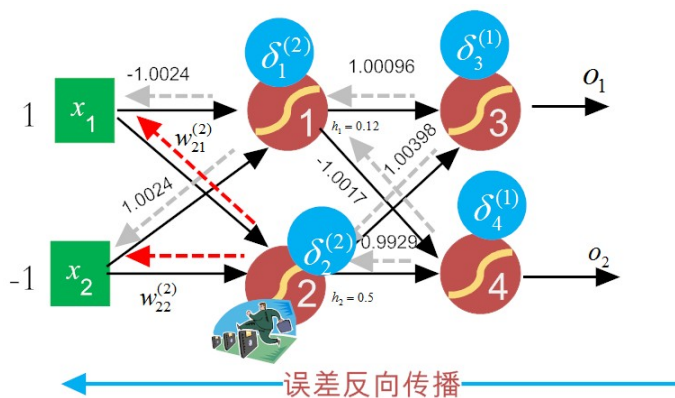 -1.0024
δ₁⁽²⁾
1.00096
δ₃⁽¹⁾
1
x₁
w₂₁⁽²⁾
1
h₁ = 0.12
3
o₁
1.0024
-1.0017
1.00398
-1
x₂
w₂₂⁽²⁾
δ₂⁽²⁾
2
0.9929
h₂ = 0.5
δ₄⁽¹⁾
4
o₂
误差反向传播